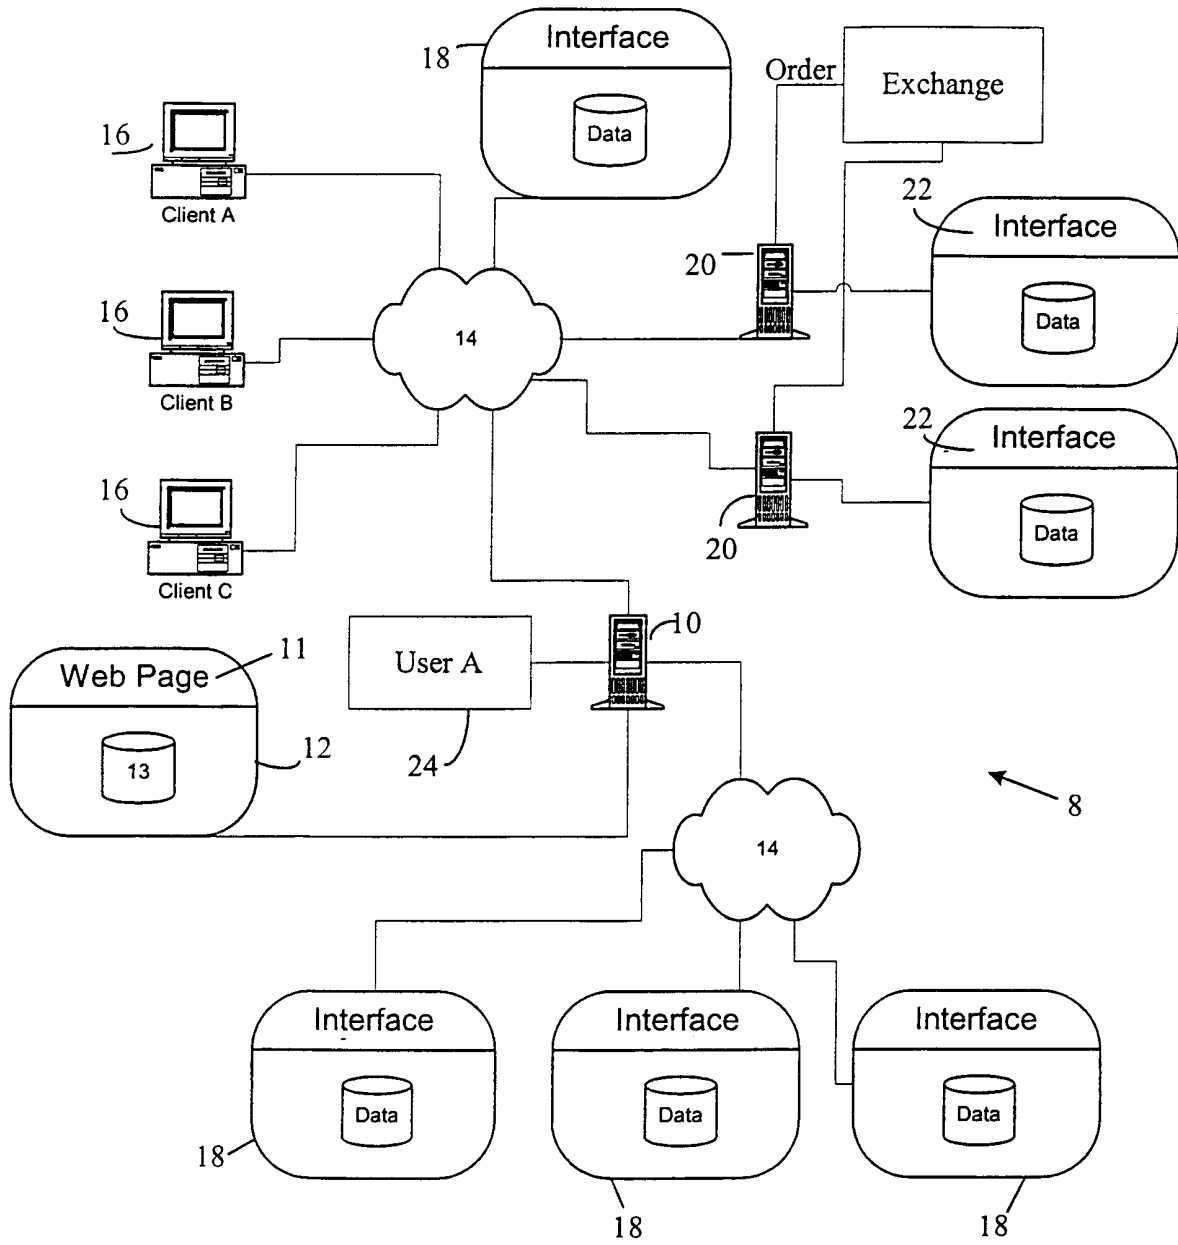 Interface
18
Data
Order
Exchange
16
Client A
22
Interface
Data
20
16
Client B
14
22
Interface
Data
20
16
Client C
10
User A
24
Web Page
11
12
13
8
14
Interface
Data
18
Interface
Data
18
Interface
Data
18